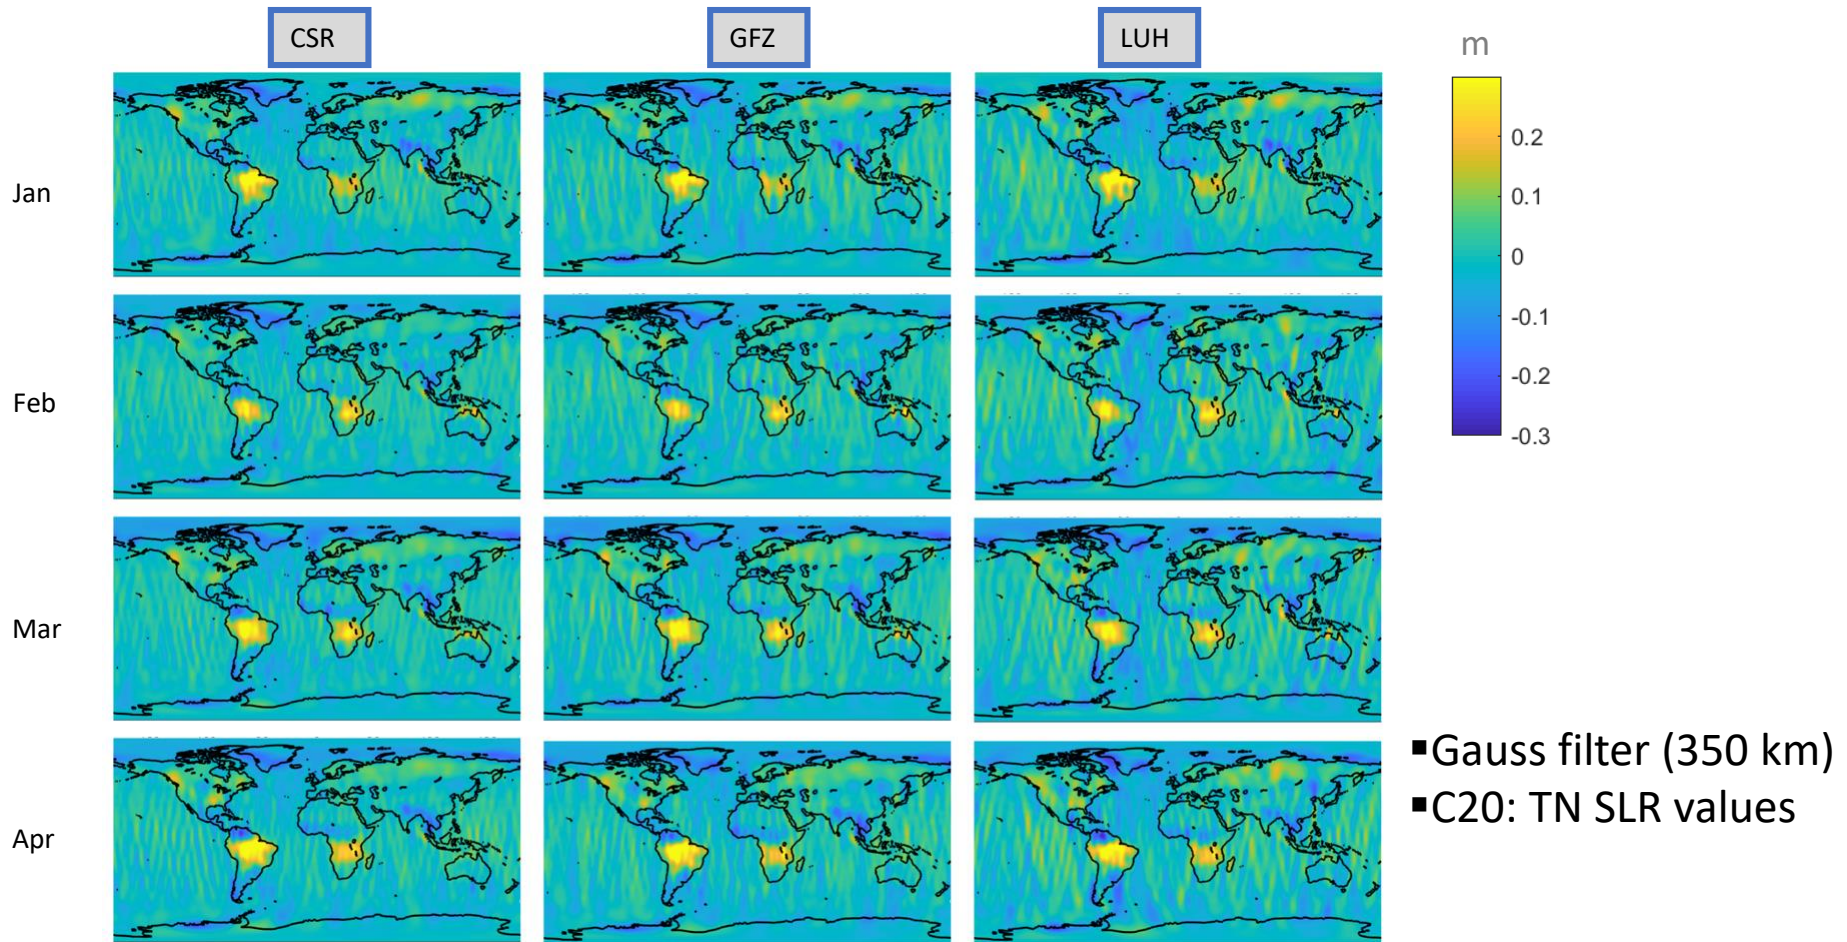 CSR
GFZ
LUH
m
0.2
0.1
0
-0.1
-0.2
-0.3
Jan
Feb
Mar
Apr
▪Gauss filter (350 km)
▪C20: TN SLR values